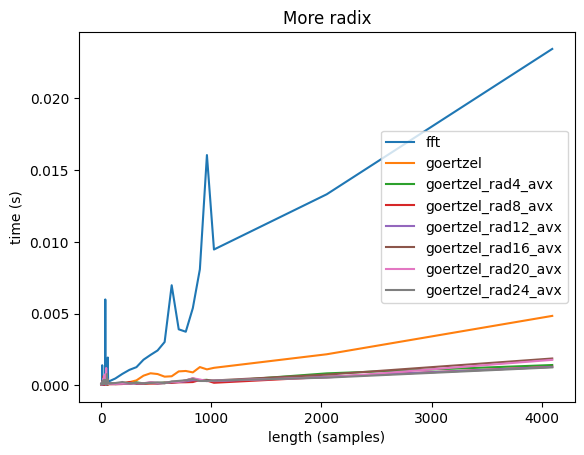 More radix
0.020
0.015
0.010
0.005
0.000
time (s)
fft
goertzel
goertzel_rad4_avx
goertzel_rad8_avx
goertzel_rad12_avx
goertzel_rad16_avx
goertzel_rad20_avx
goertzel_rad24_avx
0 1000 2000 3000 4000
length (samples)